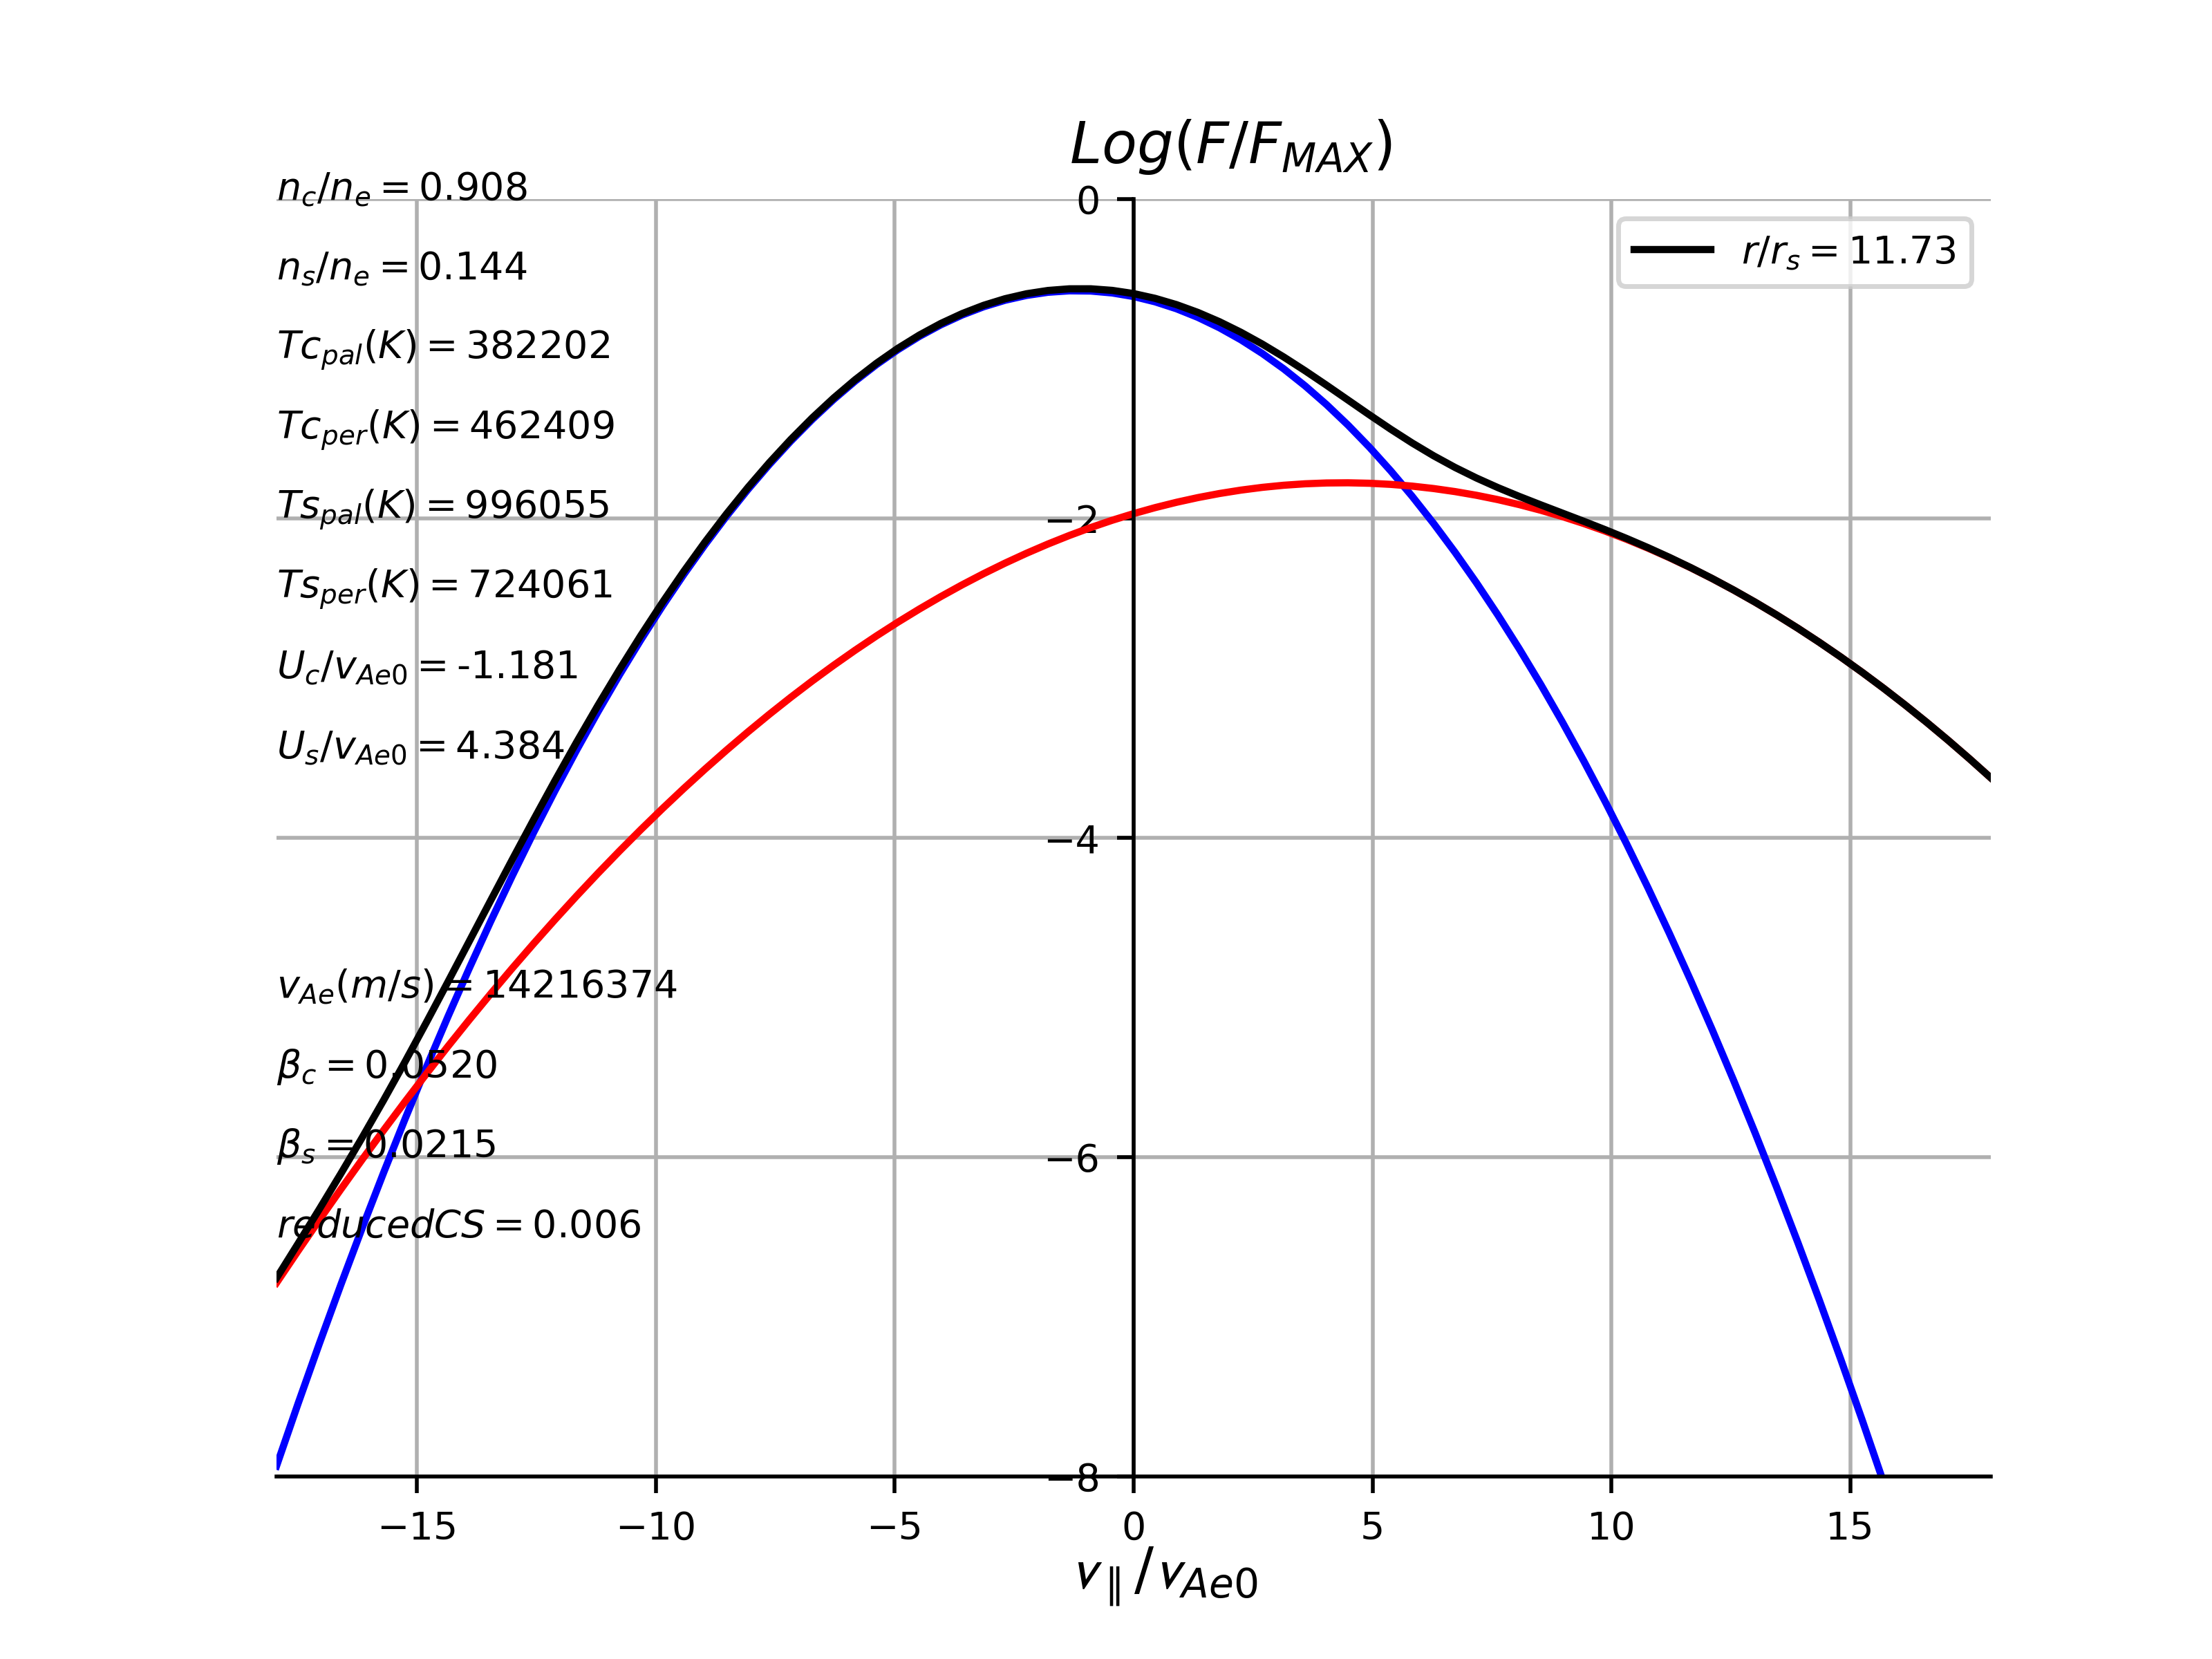 Log(F/F_MAX)
n_c/n_e = 0.908
0
r/r_s = 11.73
n_s/n_e = 0.144
Tc_pal(K) = 382202
Tc_per(K) = 462409
Ts_pal(K) = 996055
−2
Ts_per(K) = 724061
U_c/v_Ae0 = -1.181
U_s/v_Ae0 = 4.384
−4
v_Ae(m/s) = 14216374
β_c = 0.0520
β_s = 0.0215
−6
reducedCS = 0.006
−8
−15 −10 −5 0 5 10 15
v_∥/v_Ae0